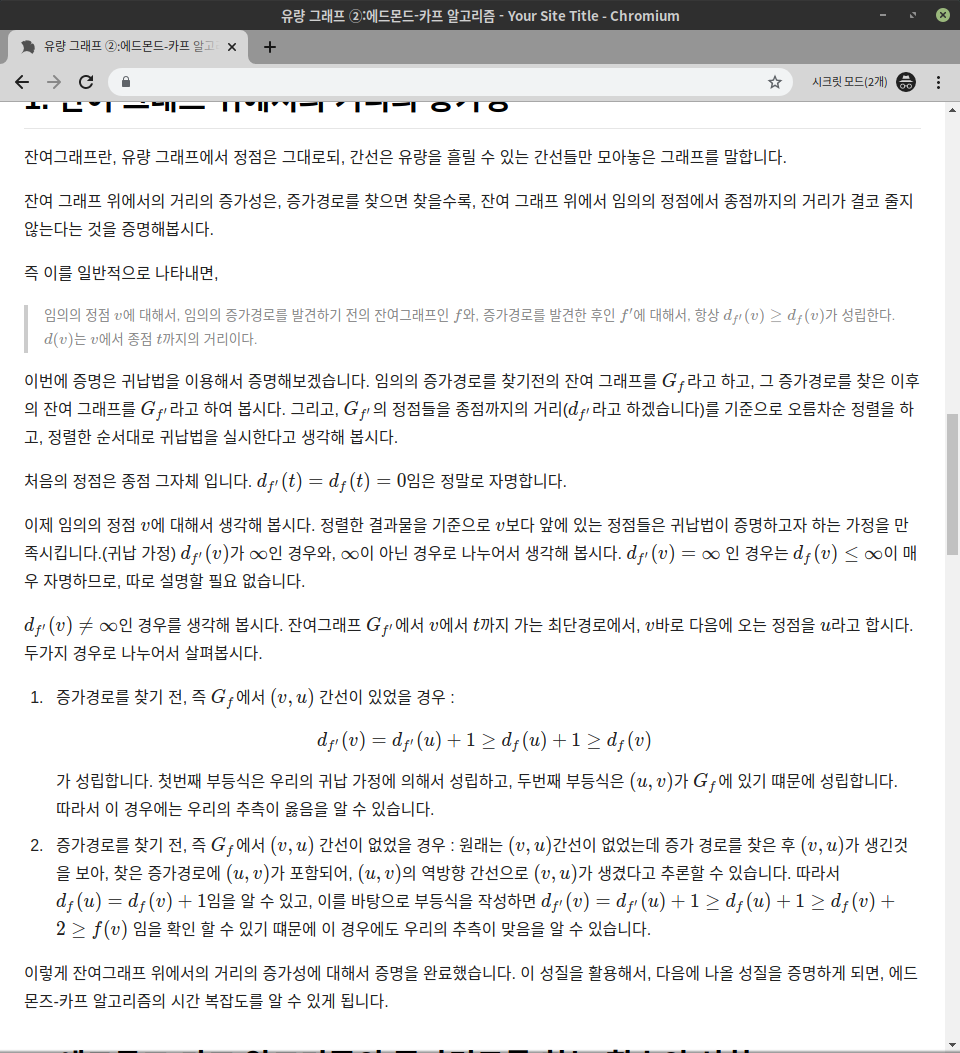 유량 그래프 ②:에드몬드-카프 알고리즘 - Your Site Title - Chromium
유량 그래프 ②:에드몬드-카프 알고
시크릿 모드(2개)
1. 잔여 그래프 위에서의 거리의 증가성
잔여그래프란, 유량 그래프에서 정점은 그대로되, 간선은 유량을 흘릴 수 있는 간선들만 모아놓은 그래프를 말합니다.
잔여 그래프 위에서의 거리의 증가성은, 증가경로를 찾으면 찾을수록, 잔여 그래프 위에서 임의의 정점에서 종점까지의 거리가 결코 줄지
않는다는 것을 증명해봅시다.
즉 이를 일반적으로 나타내면,
임의의 정점 v에 대해서, 임의의 증가경로를 발견하기 전의 잔여그래프인 f와, 증가경로를 발견한 후인 f′에 대해서, 항상 d_{f′}(v) ≥ d_f(v)가 성립한다.
d(v)는 v에서 종점 t까지의 거리이다.
이번에 증명은 귀납법을 이용해서 증명해보겠습니다. 임의의 증가경로를 찾기전의 잔여 그래프를 G_f라고 하고, 그 증가경로를 찾은 이후
의 잔여 그래프를 G_{f′}라고 하여 봅시다. 그리고, G_{f′}의 정점들을 종점까지의 거리(d_{f′}라고 하겠습니다)를 기준으로 오름차순 정렬을 하
고, 정렬한 순서대로 귀납법을 실시한다고 생각해 봅시다.
처음의 정점은 종점 그자체 입니다. d_{f′}(t) = d_f(t) = 0임은 정말로 자명합니다.
이제 임의의 정점 v에 대해서 생각해 봅시다. 정렬한 결과물을 기준으로 v보다 앞에 있는 정점들은 귀납법이 증명하고자 하는 가정을 만
족시킵니다.(귀납 가정) d_{f′}(v)가 ∞인 경우와, ∞이 아닌 경우로 나누어서 생각해 봅시다. d_{f′}(v) = ∞ 인 경우는 d_f(v) ≤ ∞이 매
우 자명하므로, 따로 설명할 필요 없습니다.
d_{f′}(v) ≠ ∞인 경우를 생각해 봅시다. 잔여그래프 G_{f′}에서 v에서 t까지 가는 최단경로에서, v바로 다음에 오는 정점을 u라고 합시다.
두가지 경우로 나누어서 살펴봅시다.
1. 증가경로를 찾기 전, 즉 G_f에서 (v, u) 간선이 있었을 경우 :
d_{f′}(v) = d_{f′}(u) + 1 ≥ d_f(u) + 1 ≥ d_f(v)
가 성립합니다. 첫번째 부등식은 우리의 귀납 가정에 의해서 성립하고, 두번째 부등식은 (u, v)가 G_f에 있기 떄문에 성립합니다.
따라서 이 경우에는 우리의 추측이 옳음을 알 수 있습니다.
2. 증가경로를 찾기 전, 즉 G_f에서 (v, u) 간선이 없었을 경우 : 원래는 (v, u)간선이 없었는데 증가 경로를 찾은 후 (v, u)가 생긴것
을 보아, 찾은 증가경로에 (u, v)가 포함되어, (u, v)의 역방향 간선으로 (v, u)가 생겼다고 추론할 수 있습니다. 따라서
d_f(u) = d_f(v) + 1임을 알 수 있고, 이를 바탕으로 부등식을 작성하면 d_{f′}(v) = d_{f′}(u) + 1 ≥ d_f(u) + 1 ≥ d_f(v) +
2 ≥ f(v) 임을 확인 할 수 있기 떄문에 이 경우에도 우리의 추측이 맞음을 알 수 있습니다.
이렇게 잔여그래프 위에서의 거리의 증가성에 대해서 증명을 완료했습니다. 이 성질을 활용해서, 다음에 나올 성질을 증명하게 되면, 에드
몬즈-카프 알고리즘의 시간 복잡도를 알 수 있게 됩니다.